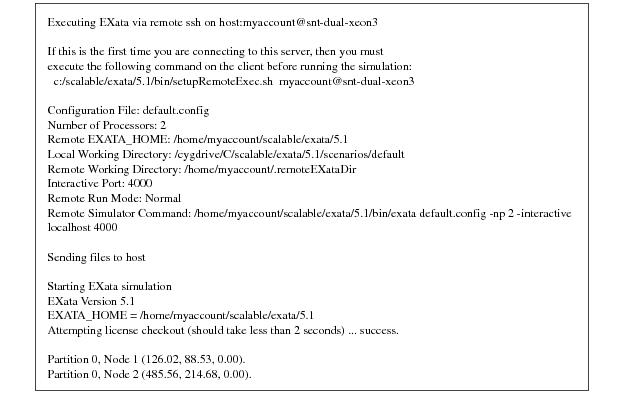 Executing EXata via remote ssh on host:myaccount@snt-dual-xeon3
If this is the first time you are connecting to this server, then you must
execute the following command on the client before running the simulation:
c:/scalable/exata/5.1/bin/setupRemoteExec.sh myaccount@snt-dual-xeon3
Configuration File: default.config
Number of Processors: 2
Remote EXATA_HOME: /home/myaccount/scalable/exata/5.1
Local Working Directory: /cygdrive/C/scalable/exata/5.1/scenarios/default
Remote Working Directory: /home/myaccount/.remoteEXataDir
Interactive Port: 4000
Remote Run Mode: Normal
Remote Simulator Command: /home/myaccount/scalable/exata/5.1/bin/exata default.config -np 2 -interactive
localhost 4000
Sending files to host
Starting EXata simulation
EXata Version 5.1
EXATA_HOME = /home/myaccount/scalable/exata/5.1
Attempting license checkout (should take less than 2 seconds) ... success.
Partition 0, Node 1 (126.02, 88.53, 0.00).
Partition 0, Node 2 (485.56, 214.68, 0.00).